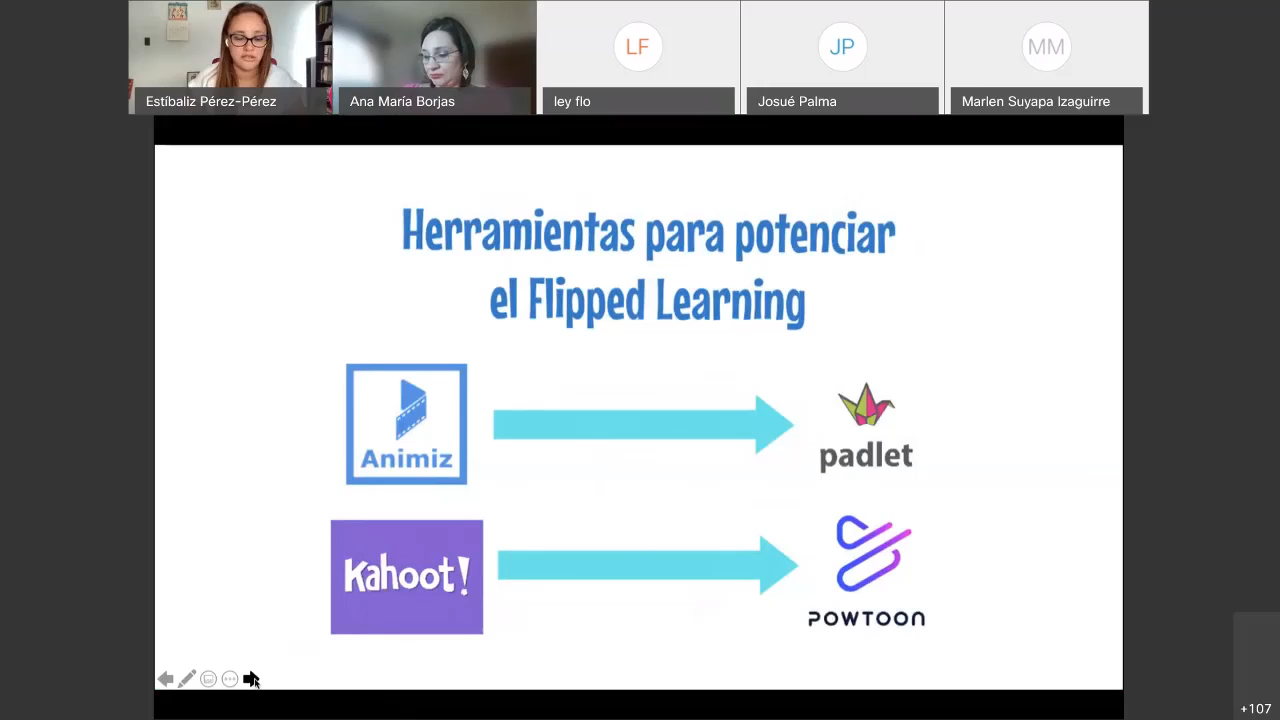 Estíbaliz Pérez-Pérez
Ana María Borjas
LF
ley flo
JP
Josué Palma
MM
Marlen Suyapa Izaguirre
Herramientas para potenciar
el Flipped Learning
Animiz
padlet
Kahoot!
POWTOON
+107